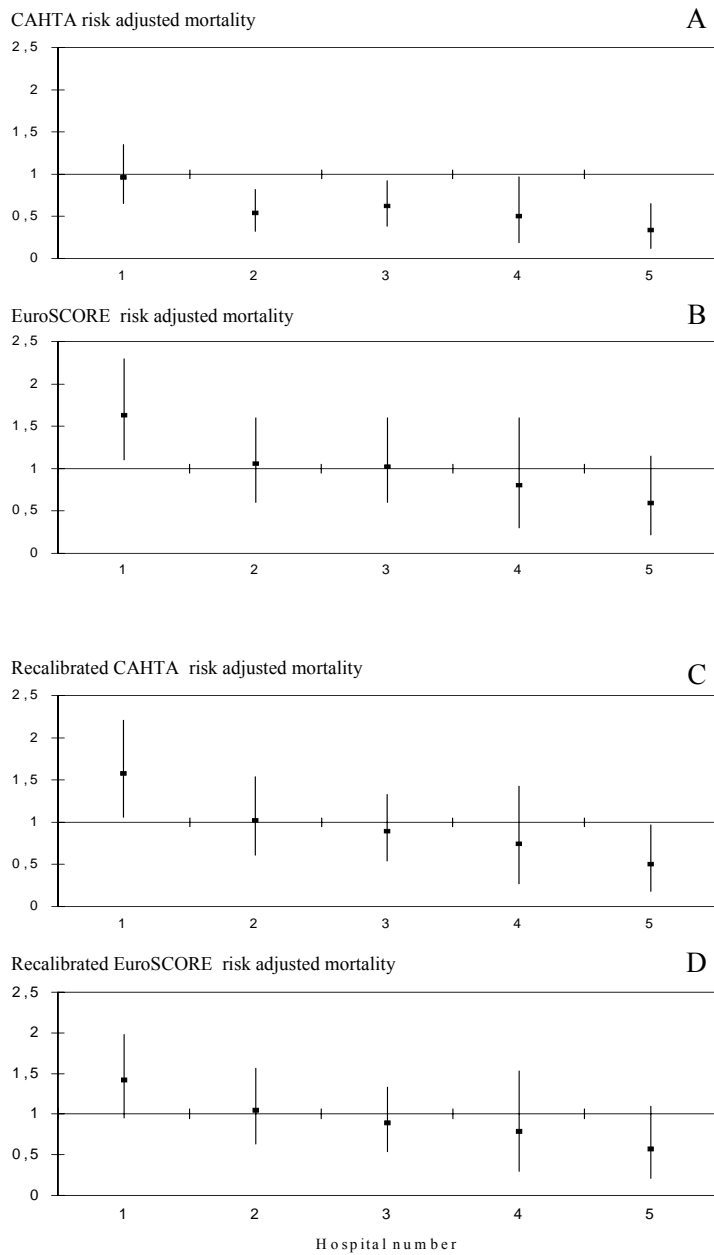 CAHTA risk adjusted mortality A
2,5
2
1,5
1
0,5
0
1 2 3 4 5
EuroSCORE risk adjusted mortality B
2,5
2
1,5
1
0,5
0
1 2 3 4 5
Recalibrated CAHTA risk adjusted mortality C
2,5
2
1,5
1
0,5
0
1 2 3 4 5
Recalibrated EuroSCORE risk adjusted mortality D
2,5
2
1,5
1
0,5
0
1 2 3 4 5
Hospital number